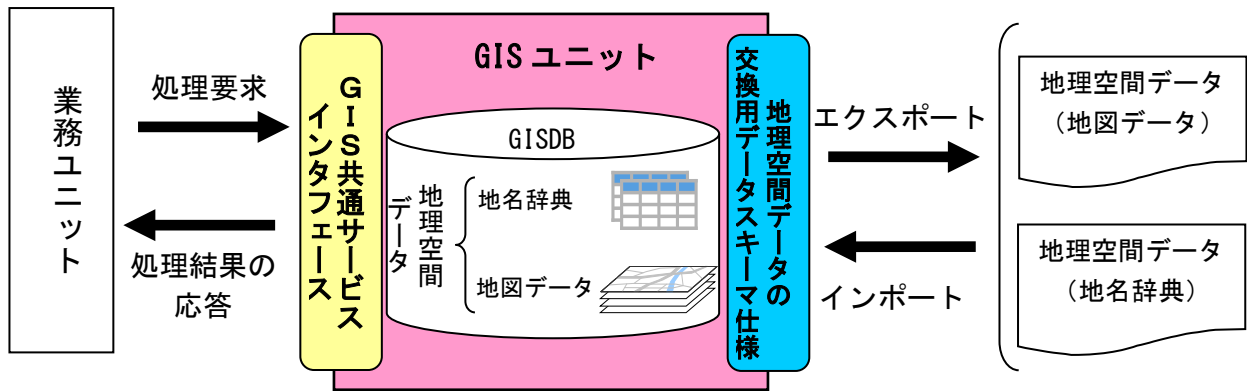 業務ユニット
処理要求
処理結果の
応答
GIS共通サービス
インタフェース
GISユニット
GISDB
地理空間
データ
地名辞典
地図データ
地理空間データの
交換用データスキーマ仕様
エクスポート
インポート
地理空間データ
（地図データ）
地理空間データ
（地名辞典）